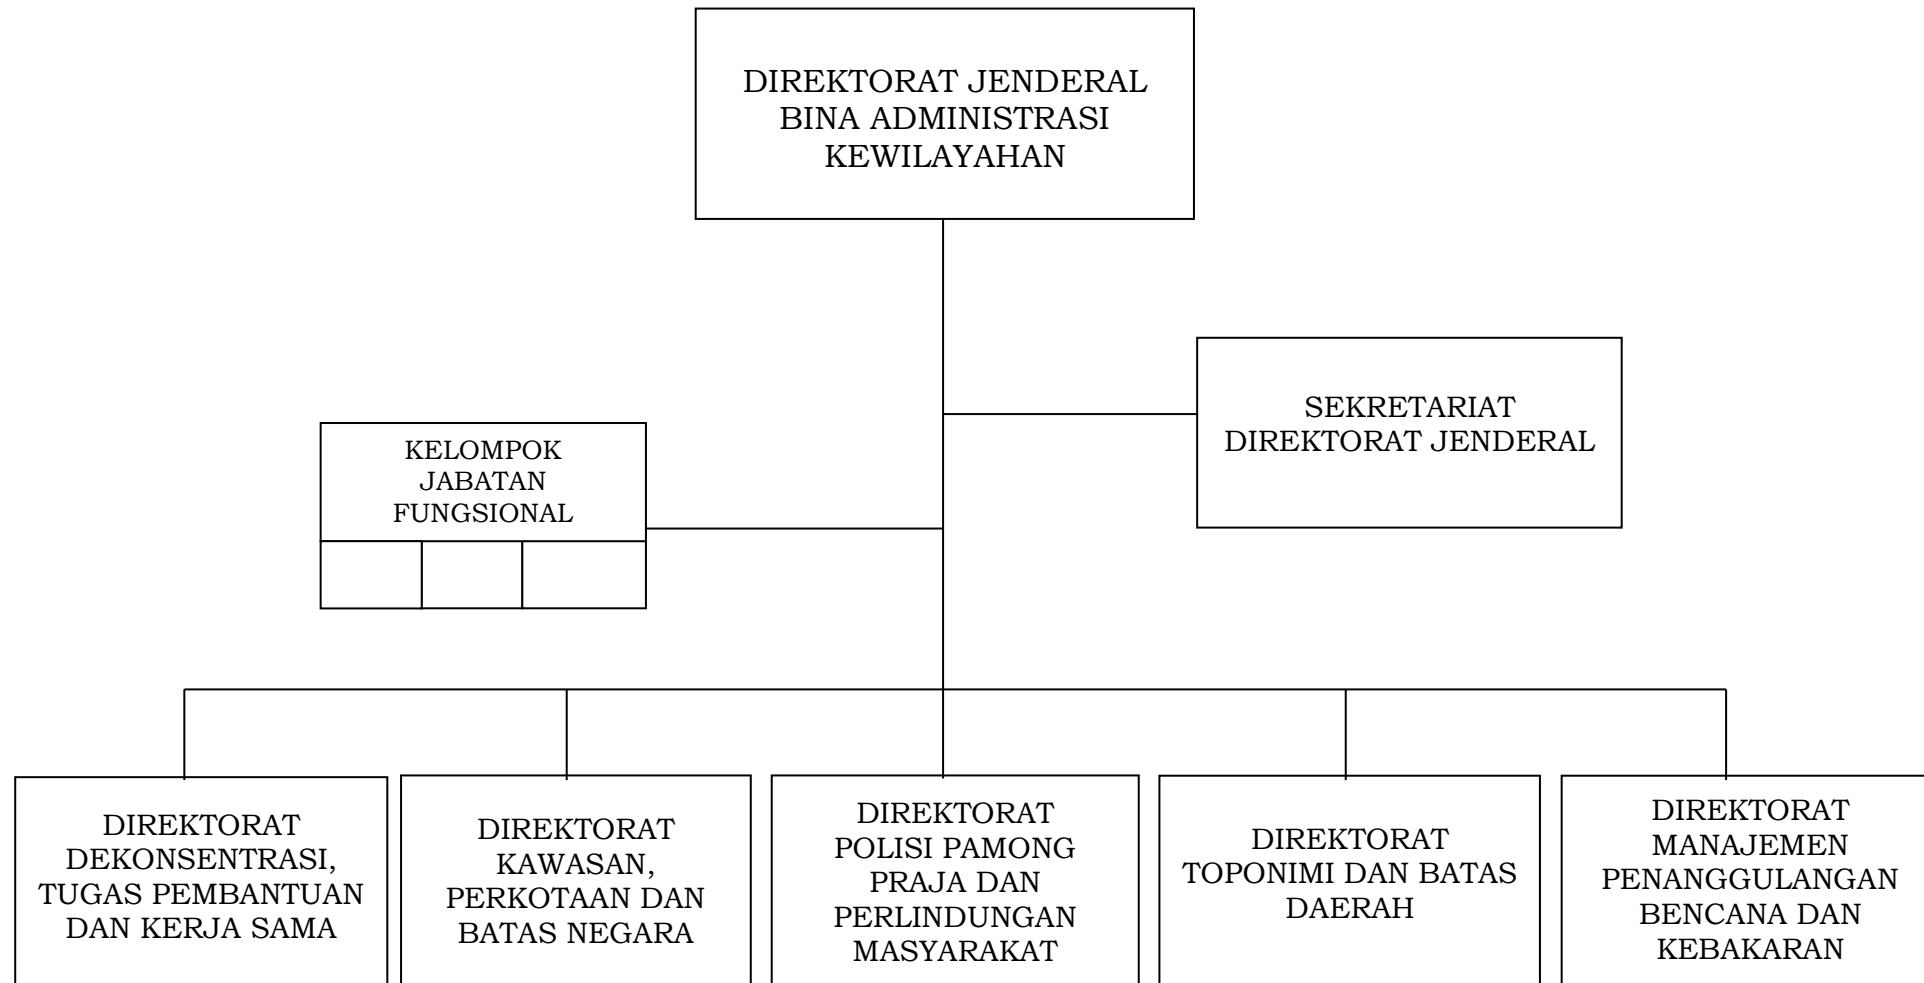 DIREKTORAT JENDERAL
BINA ADMINISTRASI
KEWILAYAHAN
SEKRETARIAT
DIREKTORAT JENDERAL
KELOMPOK
JABATAN
FUNGSIONAL
DIREKTORAT
DEKONSENTRASI,
TUGAS PEMBANTUAN
DAN KERJA SAMA
DIREKTORAT
KAWASAN,
PERKOTAAN DAN
BATAS NEGARA
DIREKTORAT
POLISI PAMONG
PRAJA DAN
PERLINDUNGAN
MASYARAKAT
DIREKTORAT
TOPONIMI DAN BATAS
DAERAH
DIREKTORAT
MANAJEMEN
PENANGGULANGAN
BENCANA DAN
KEBAKARAN